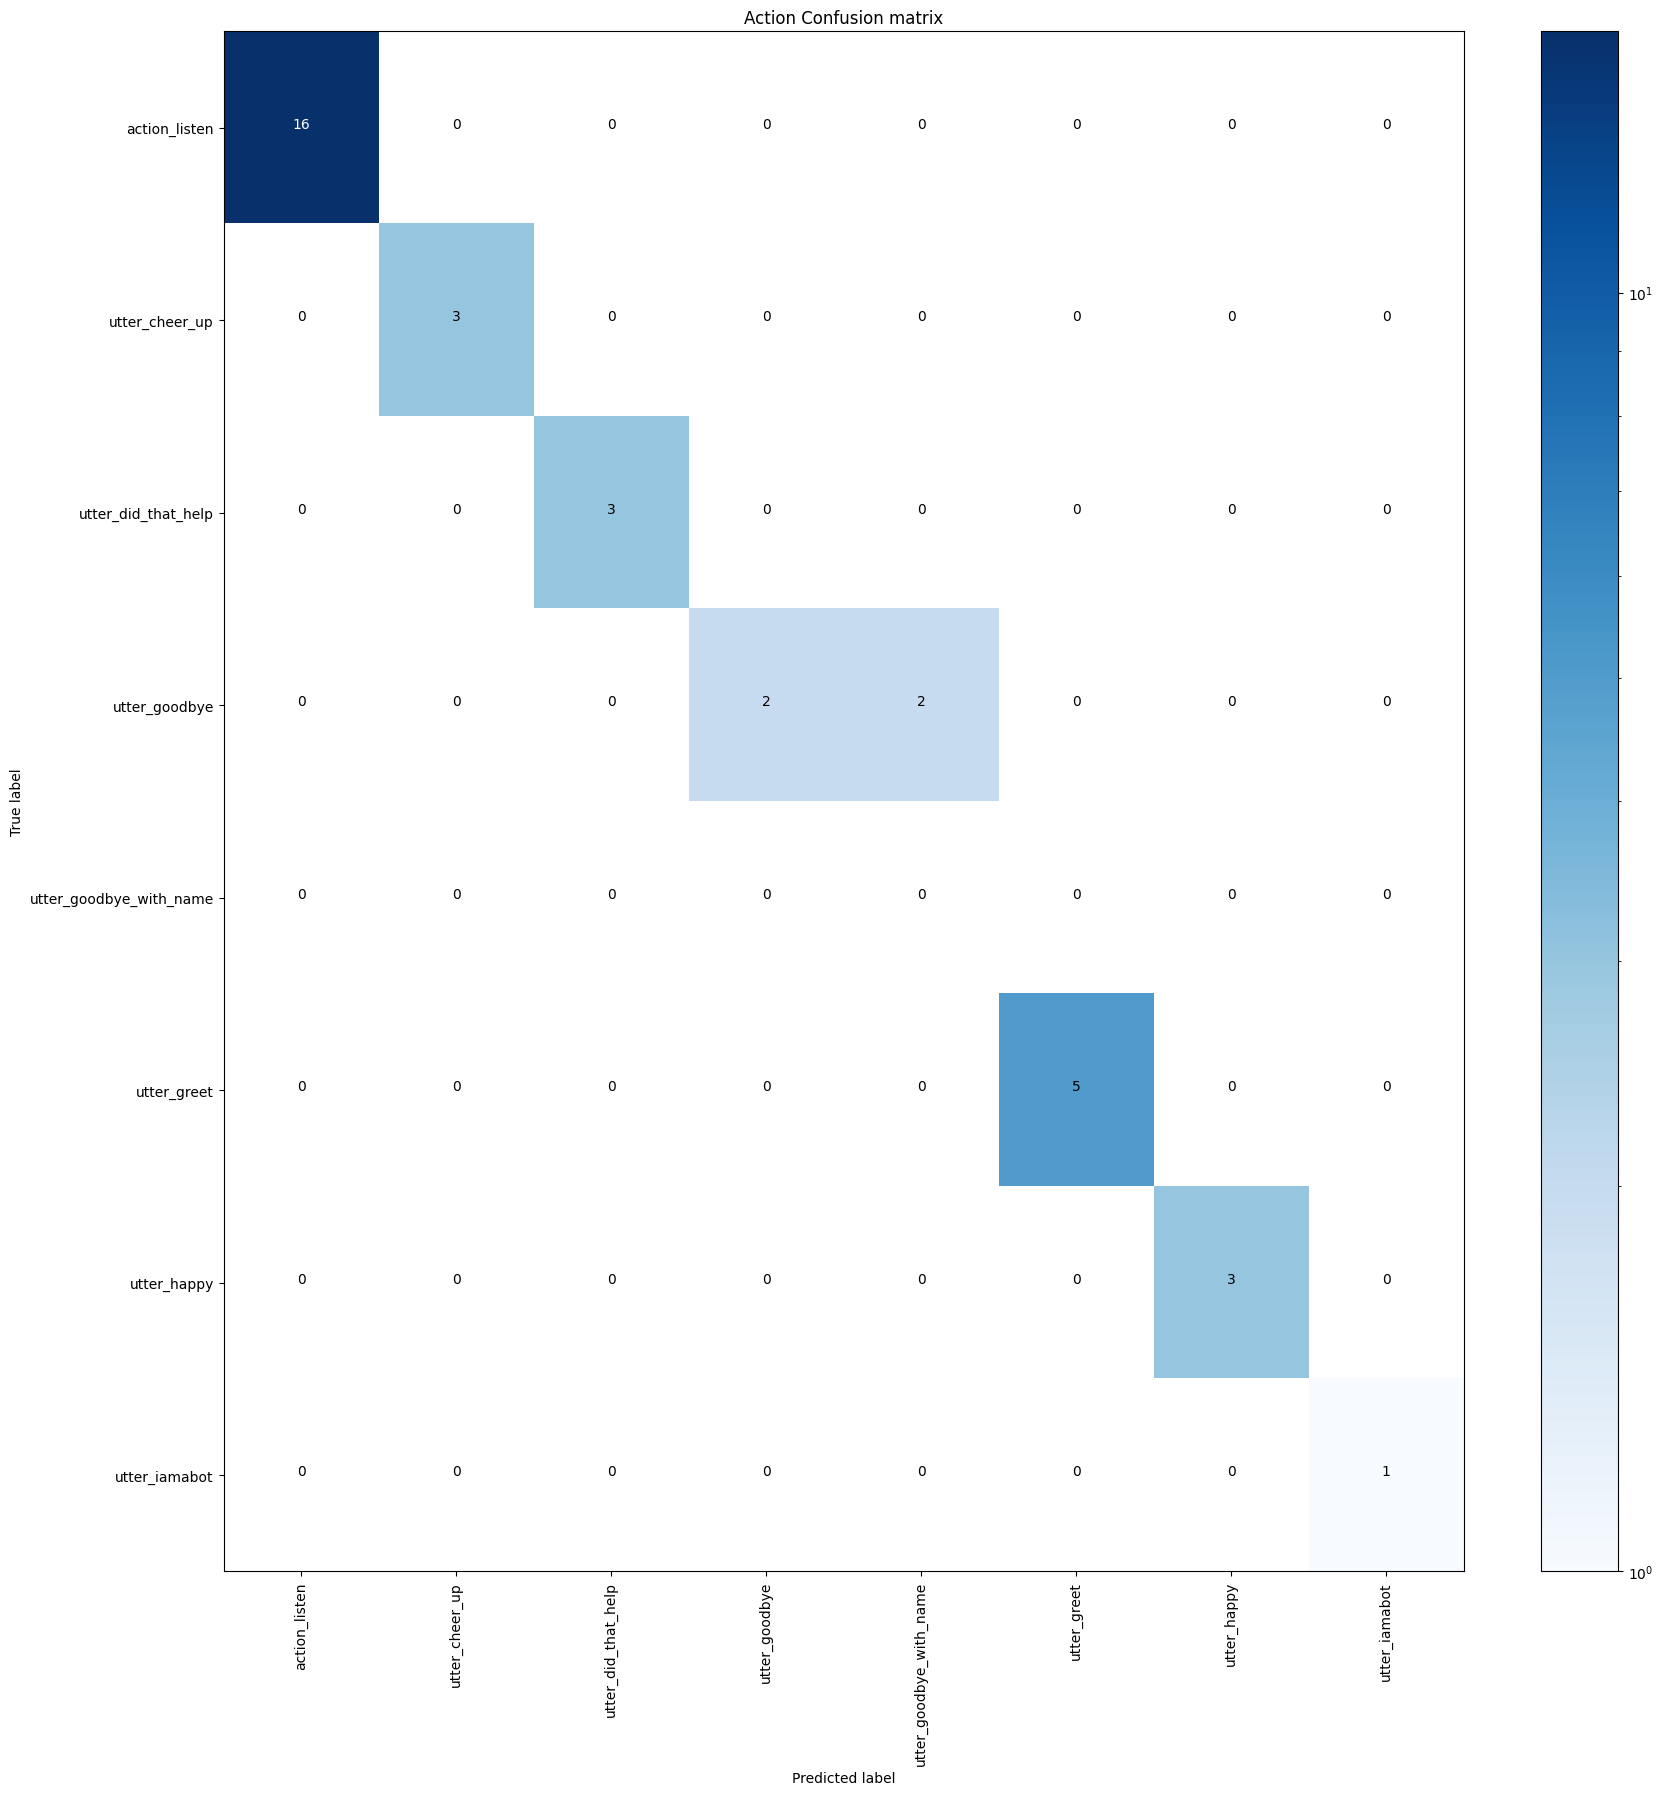 Action Confusion matrix
action_listen 16 0 0 0 0 0 0 0
utter_cheer_up 0 3 0 0 0 0 0 0
utter_did_that_help 0 0 3 0 0 0 0 0
utter_goodbye 0 0 0 2 2 0 0 0
utter_goodbye_with_name 0 0 0 0 0 0 0 0
utter_greet 0 0 0 0 0 5 0 0
utter_happy 0 0 0 0 0 0 3 0
utter_iamabot 0 0 0 0 0 0 0 1
True label
action_listen
utter_cheer_up
utter_did_that_help
utter_goodbye
utter_goodbye_with_name
utter_greet
utter_happy
utter_iamabot
Predicted label
10¹
10⁰